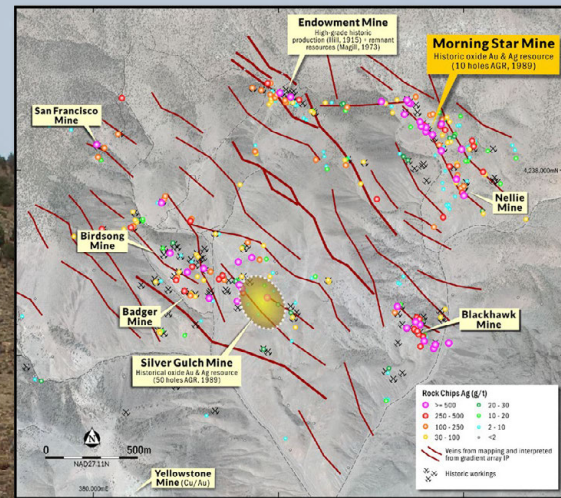 Endowment Mine
High-grade historic
production (Hill, 1915) + remnant
resources (Magill, 1973)
Morning Star Mine
Historic oxide Au & Ag resource
(10 holes AGR, 1989)
San Francisco
Mine
4,238,000mN
Nellie
Mine
Birdsong
Mine
Badger
Mine
Blackhawk
Mine
Silver Gulch Mine
Historical oxide Au & Ag resource
(50 holes AGR, 1989)
Rock Chips Ag (g/t)
>= 500
250 - 500
100 - 250
30 - 100
20 - 30
10 - 20
2 - 10
<2
Veins from mapping and interpreted
from gradient array IP
Historic workings
N
0 500m
NAD27.11N
Yellowstone
Mine (Cu/Au)
380,000mE